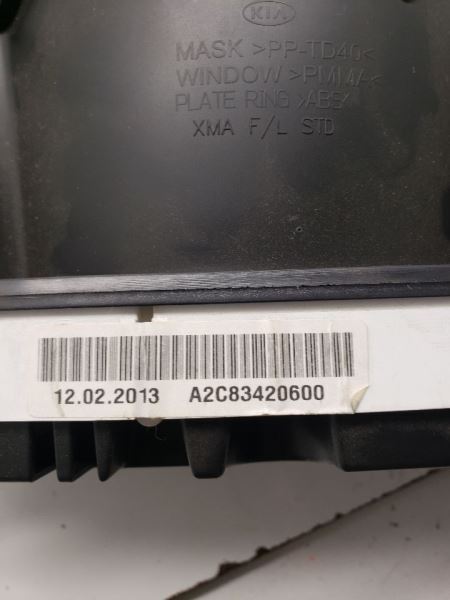 KIA
MASK >PP-TD40<
WINDOW >PMMA<
PLATE RING >ABS<
XMA F/L STD
12.02.2013 A2C83420600